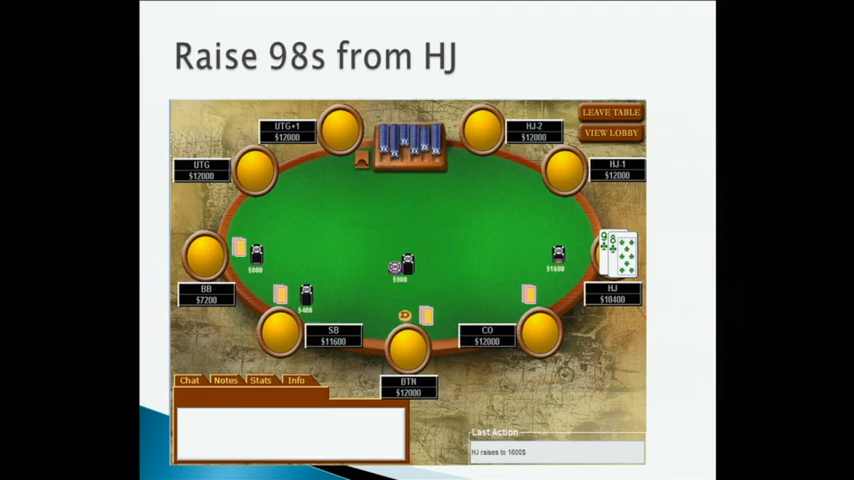 Raise 98s from HJ
LEAVE TABLE
VIEW LOBBY
UTG+1
$12000
HJ-2
$12000
UTG
$12000
HJ-1
$12000
9 8
$800
$1600
$900
BB
$7200
HJ
$10400
$400
D
SB
$11600
CO
$12000
BTN
$12000
Chat Notes Stats Info
Last Action
HJ raises to 1600$